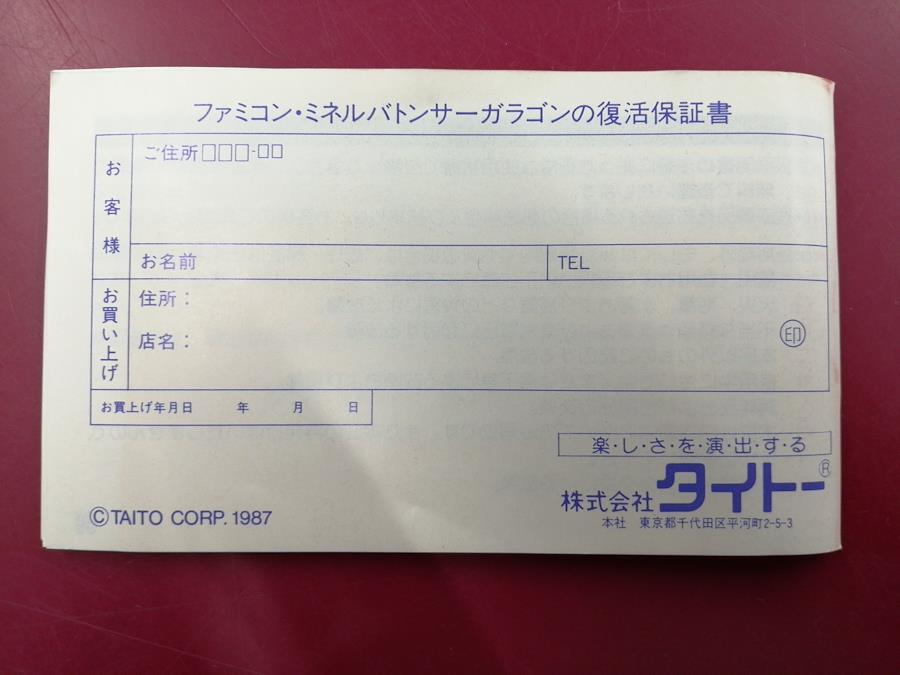 ファミコン・ミネルバトンサーガラゴンの復活保証書
お客様
ご住所□□□-□□
お名前
TEL
お買い上げ
住所：
店名：
印
お買上げ年月日 年 月 日
楽・し・さ・を・演・出・す・る
株式会社 タイトー®
本社 東京都千代田区平河町2-5-3
©TAITO CORP. 1987